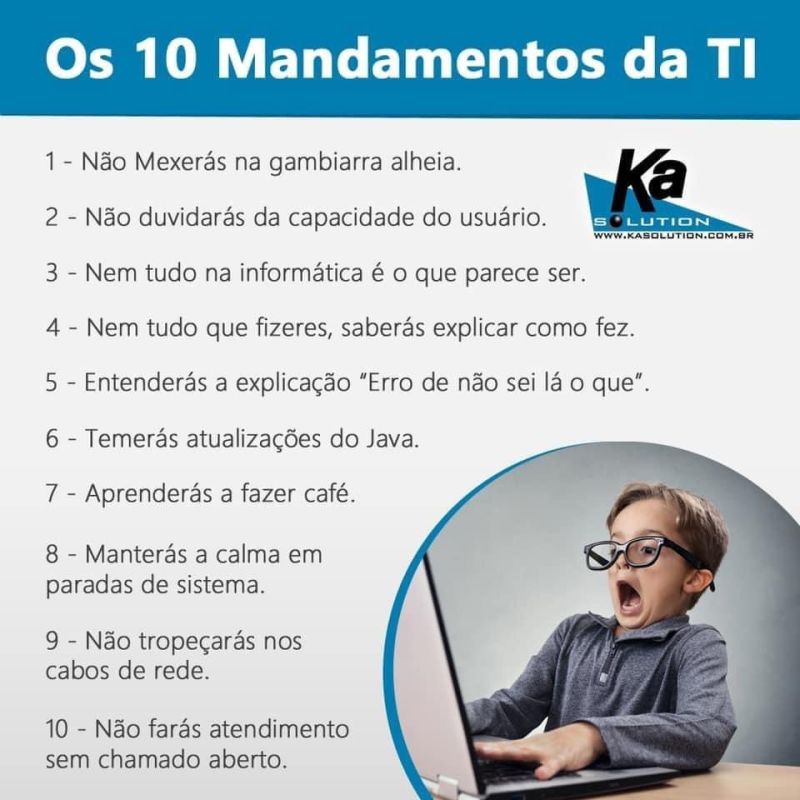 Os 10 Mandamentos da TI
1 - Não Mexerás na gambiarra alheia.
Ka
SOLUTION
WWW.KASOLUTION.COM.BR
2 - Não duvidarás da capacidade do usuário.
3 - Nem tudo na informática é o que parece ser.
4 - Nem tudo que fizeres, saberás explicar como fez.
5 - Entenderás a explicação “Erro de não sei lá o que”.
6 - Temerás atualizações do Java.
7 - Aprenderás a fazer café.
8 - Manterás a calma em
paradas de sistema.
9 - Não tropeçarás nos
cabos de rede.
10 - Não farás atendimento
sem chamado aberto.